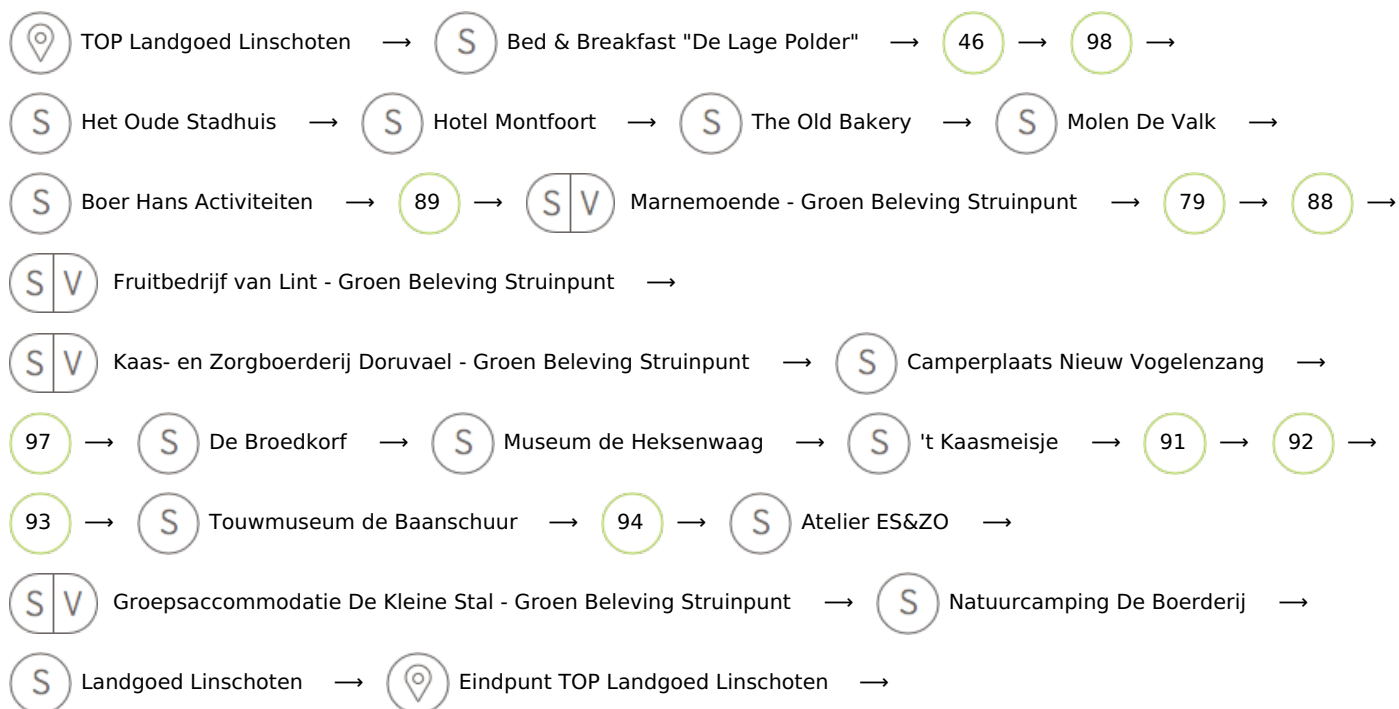 TOP Landgoed Linschoten → S Bed & Breakfast "De Lage Polder" → 46 → 98 →
S Het Oude Stadhuis → S Hotel Montfoort → S The Old Bakery → S Molen De Valk →
S Boer Hans Activiteiten → 89 → S V Marnemoende - Groen Beleving Struinpunt → 79 → 88 →
S V Fruitbedrijf van Lint - Groen Beleving Struinpunt →
S V Kaas- en Zorgboerderij Doruvael - Groen Beleving Struinpunt → S Camperplaats Nieuw Vogelenzang →
97 → S De Broedkorf → S Museum de Heksenwaag → S 't Kaasmeisje → 91 → 92 →
93 → S Touwmuseum de Baanschuur → 94 → S Atelier ES&ZO →
S V Groepsaccommodatie De Kleine Stal - Groen Beleving Struinpunt → S Natuurcamping De Boerderij →
S Landgoed Linschoten → Eindpunt TOP Landgoed Linschoten →